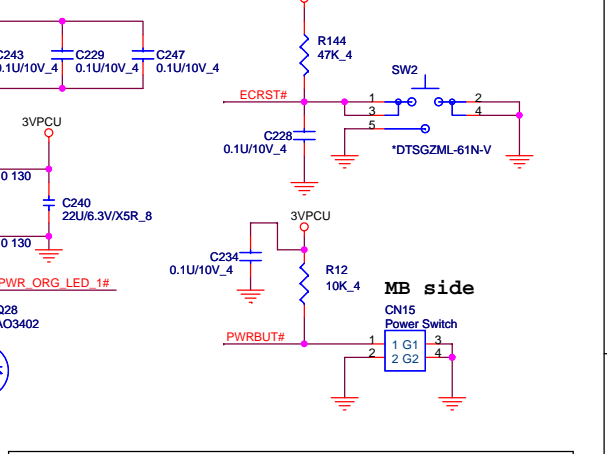 R144
47K_4
C243
0.1U/10V_4
C229
0.1U/10V_4
C247
0.1U/10V_4
SW2
ECRST#
1
2
3
4
5
C228
0.1U/10V_4
*DTSGZML-61N-V
3VPCU
0 130
C240
22U/6.3V/X5R_8
0 130
3VPCU
C234
0.1U/10V_4
R12
10K_4
PWR_ORG_LED_1#
MB side
Q28
AO3402
CN15
Power Switch
PWRBUT#
1
1 G1
3
2
2 G2
4